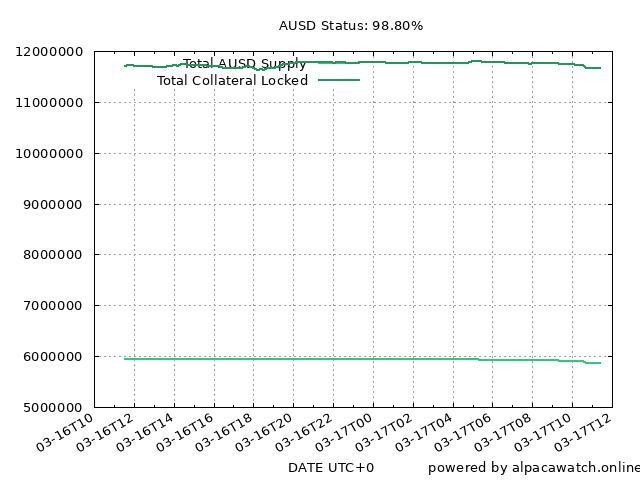 AUSD Status: 98.80%
12000000
11000000
10000000
9000000
8000000
7000000
6000000
5000000
Total AUSD Supply
Total Collateral Locked
03-16T10
03-16T12
03-16T14
03-16T16
03-16T18
03-16T20
03-16T22
03-17T00
03-17T02
03-17T04
03-17T06
03-17T08
03-17T10
03-17T12
DATE UTC+0
powered by alpacawatch.online